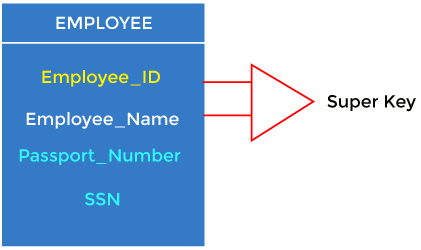 EMPLOYEE
Employee_ID
Employee_Name
Passport_Number
SSN
Super Key